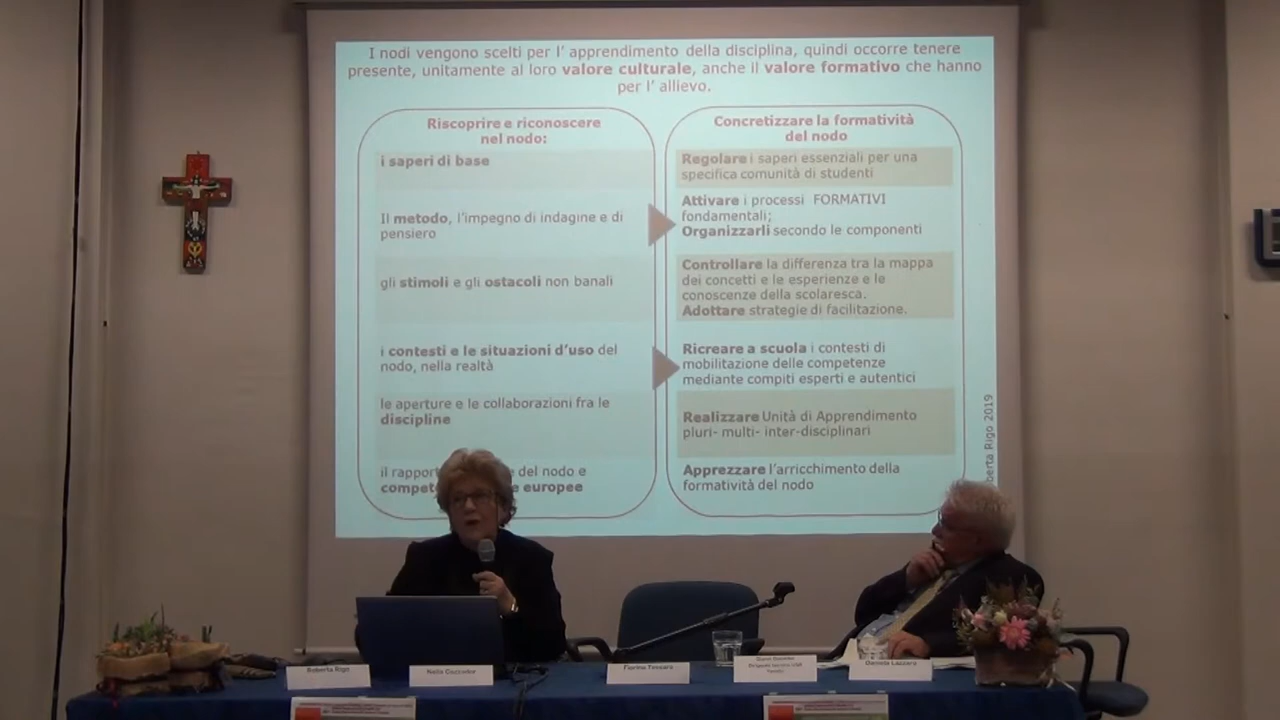 I nodi vengono scelti per l’ apprendimento della disciplina, quindi occorre tenere
presente, unitamente al loro valore culturale, anche il valore formativo che hanno
per l’ allievo.
Riscoprire e riconoscere
nel nodo:
i saperi di base
Il metodo, l’impegno di indagine e di
pensiero
gli stimoli e gli ostacoli non banali
i contesti e le situazioni d’uso del
nodo, nella realtà
le aperture e le collaborazioni fra le
discipline
il rapport del nodo e
compet europee
Concretizzare la formatività
del nodo
Regolare i saperi essenziali per una
specifica comunità di studenti
Attivare i processi FORMATIVI
fondamentali;
Organizzarli secondo le componenti
Controllare la differenza tra la mappa
dei concetti e le esperienze e le
conoscenze della scolaresca.
Adottare strategie di facilitazione.
Ricreare a scuola i contesti di
mobilitazione delle competenze
mediante compiti esperti e autentici
Realizzare Unità di Apprendimento
pluri- multi- inter-disciplinari
Apprezzare l’arricchimento della
formatività del nodo
berta Rigo 2019
Roberta Rigo
Fiorina Tessaro
Daniela Lazzaro